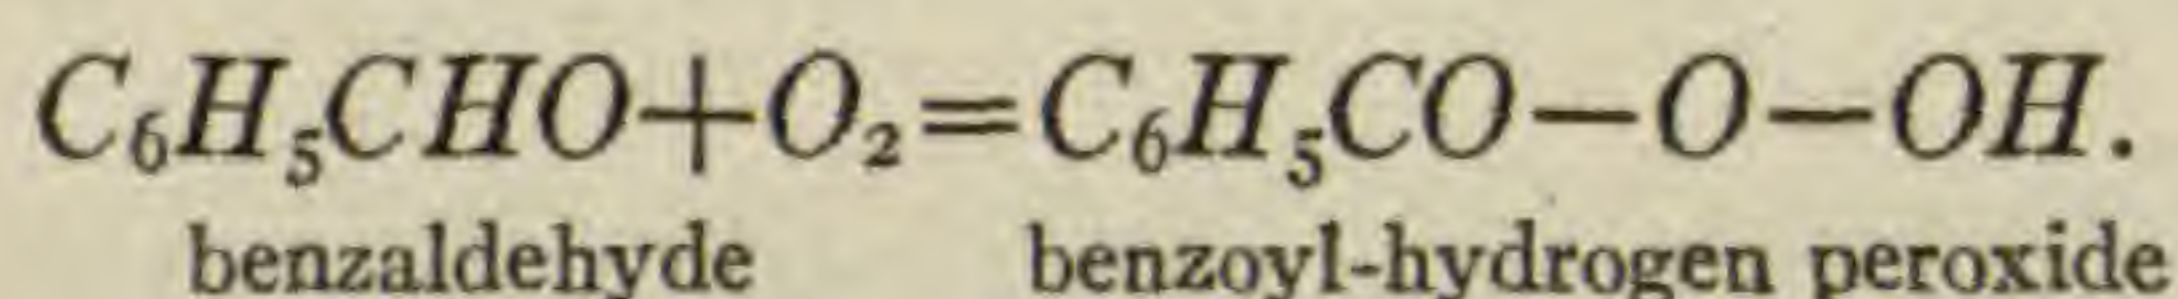 C₆H₅CHO+O₂=C₆H₅CO—O—OH.
benzaldehyde benzoyl-hydrogen peroxide